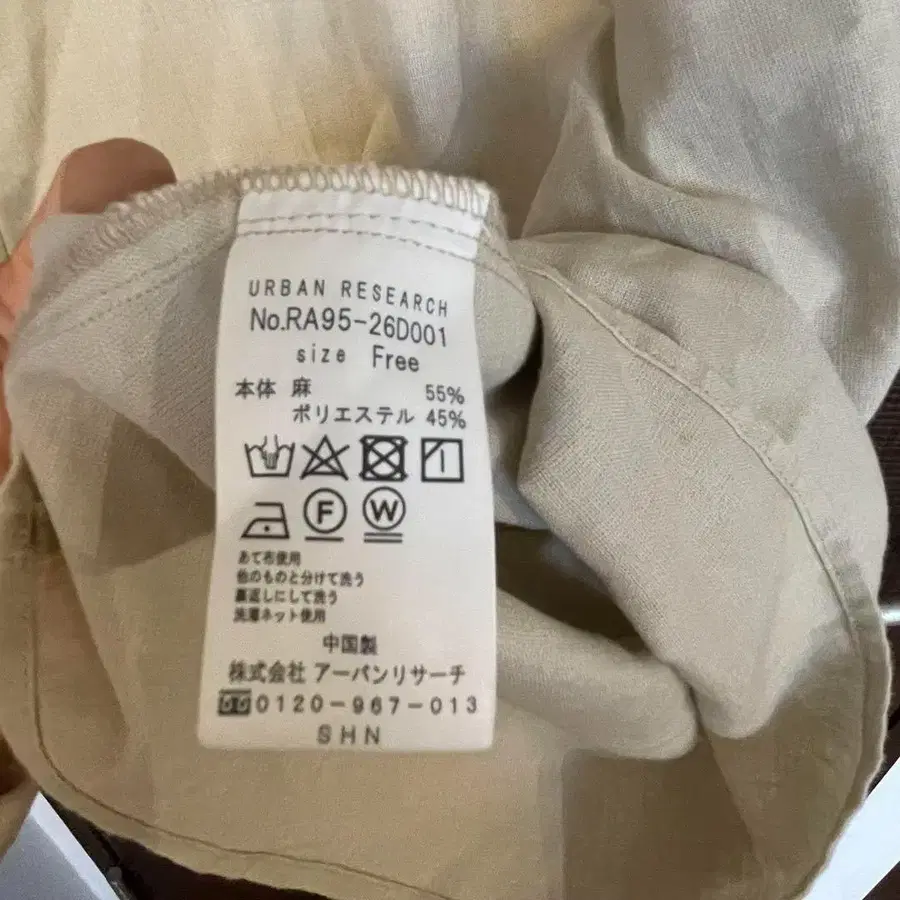 URBAN RESEARCH
No.RA95-26D001
size Free
本体 麻 55%
ポリエステル 45%
F W
あて布使用
他のものと分けて洗う
裏返しにして洗う
洗濯ネット使用
中国製
株式会社 アーバンリサーチ
0120-967-013
SHN